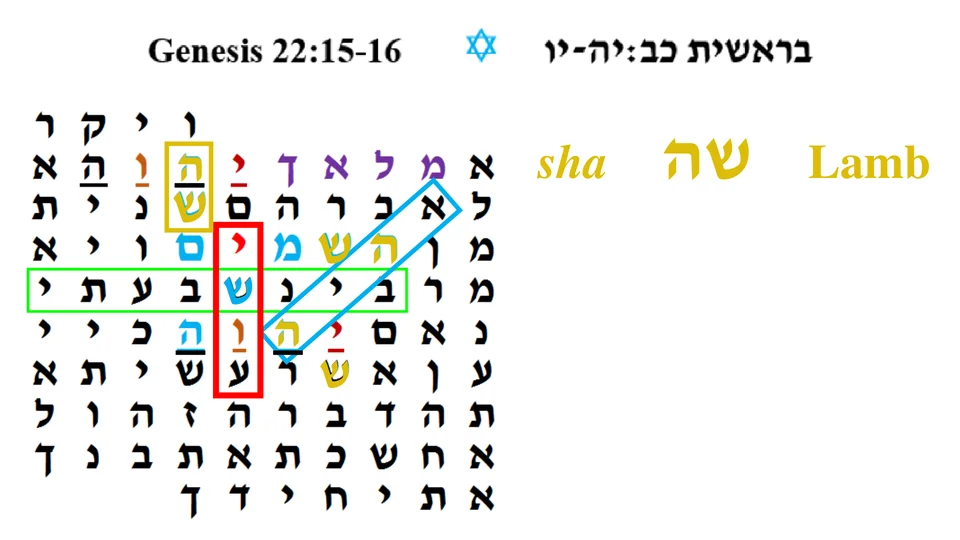 Genesis 22:15-16 ✡ בראשית כב:יה-יו
ו י ק ר
א מ ל א ך י ה ו ה א
ל א ב ר ה ם ש נ י ת
מ ן ה ש מ י ם ו י א
מ ר ב י נ ש ב ע ת י
נ א ם י ה ו ה כ י י
ע ן א ש ר ע ש י ת א
ת ה ד ב ר ה ז ה ו ל
א ח ש כ ת א ת ב נ ך
א ת י ח י ד ך
sha שה Lamb